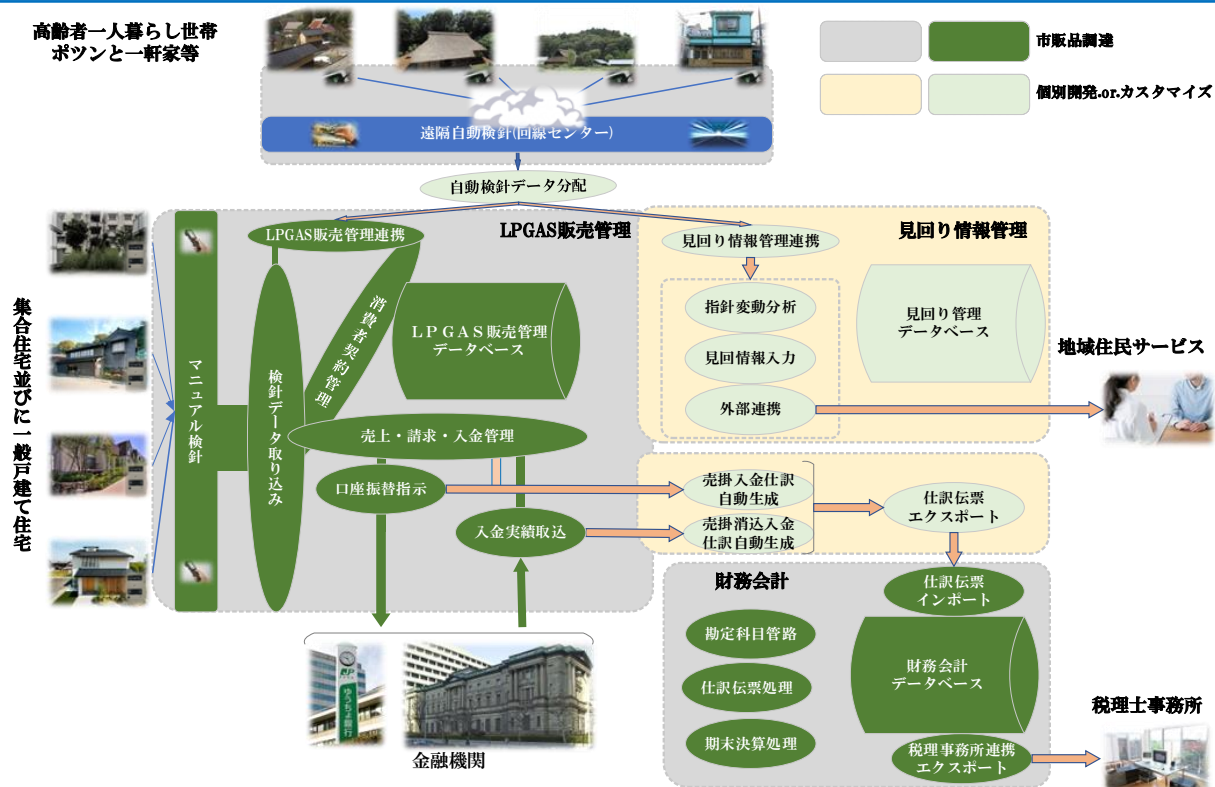 高齢者一人暮らし世帯
ポツンと一軒家等
市販品調達
個別開発.or.カスタマイズ
遠隔自動検針(回線センター)
自動検針データ分配
LPGAS販売管理連携
LPGAS販売管理
見回り情報管理連携
見回り情報管理
集合住宅並びに一般戸建て住宅
マニュアル検針
検針データ取り込み
消費者契約管理
LPGAS販売管理
データベース
指針変動分析
見回情報入力
外部連携
見回り管理
データベース
地域住民サービス
売上・請求・入金管理
口座振替指示
入金実績取込
売掛入金仕訳
自動生成
売掛消込入金
仕訳自動生成
仕訳伝票
エクスポート
財務会計
仕訳伝票
インポート
勘定科目管路
仕訳伝票処理
期末決算処理
財務会計
データベース
税理事務所連携
エクスポート
税理士事務所
JP
ゆうちょ銀行
金融機関